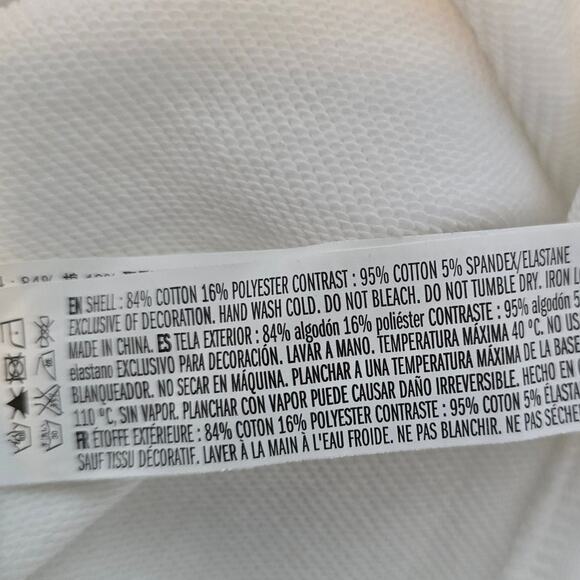 EN SHELL : 84% COTTON 16% POLYESTER CONTRAST : 95% COTTON 5% SPANDEX/ELASTANE
EXCLUSIVE OF DECORATION. HAND WASH COLD. DO NOT BLEACH. DO NOT TUMBLE DRY. IRON
MADE IN CHINA. ES TELA EXTERIOR : 84% algodón 16% poliéster CONTRASTE : 95% algodón 5%
elastano EXCLUSIVO PARA DECORACIÓN. LAVAR A MANO. TEMPERATURA MÁXIMA 40 °C. NO
BLANQUEADOR. NO SECAR EN MÁQUINA. PLANCHAR A UNA TEMPERATURA MÁXIMA DE LA BASE
110 °C, SIN VAPOR. PLANCHAR CON VAPOR PUEDE CAUSAR DAÑO IRREVERSIBLE. HECHO EN
FR ÉTOFFE EXTÉRIEURE : 84% COTON 16% POLYESTER CONTRASTE : 95% COTON 5%
SAUF TISSU DÉCORATIF. LAVER À LA MAIN À L'EAU FROIDE. NE PAS BLANCHIR. NE PAS